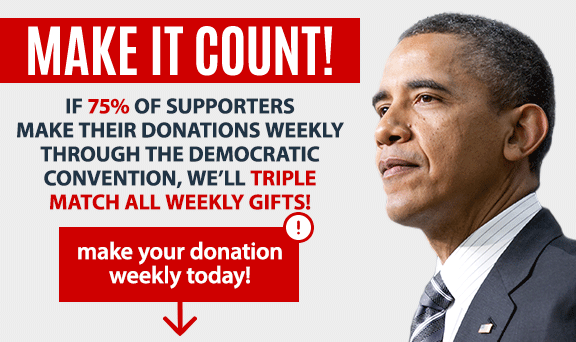 MAKE IT COUNT!
IF 75% OF SUPPORTERS
MAKE THEIR DONATIONS WEEKLY
THROUGH THE DEMOCRATIC
CONVENTION, WE’LL TRIPLE
MATCH ALL WEEKLY GIFTS!
!
make your donation
weekly today!